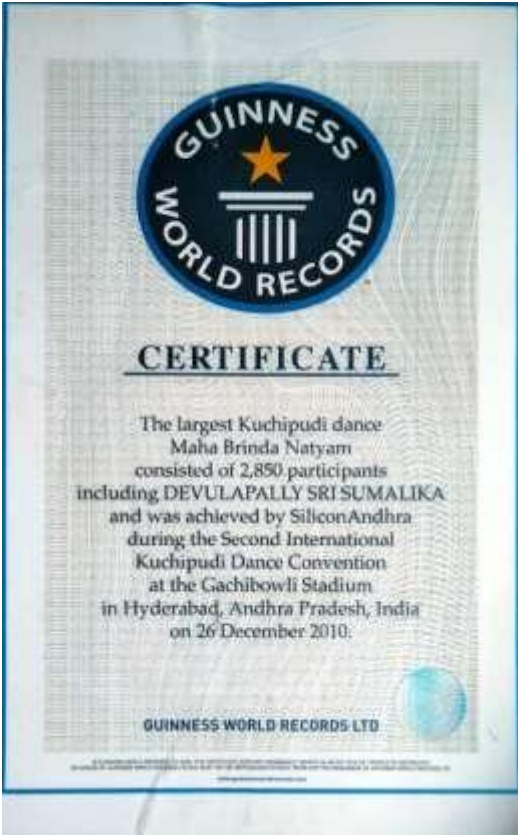 GUINNESS
WORLD RECORDS
CERTIFICATE
The largest Kuchipudi dance
Maha Brinda Natyam
consisted of 2,850 participants
including DEVULAPALLY SRI SUMALIKA
and was achieved by SiliconAndhra
during the Second International
Kuchipudi Dance Convention
at the Gachibowli Stadium
in Hyderabad, Andhra Pradesh, India
on 26 December 2010.
GUINNESS WORLD RECORDS LTD